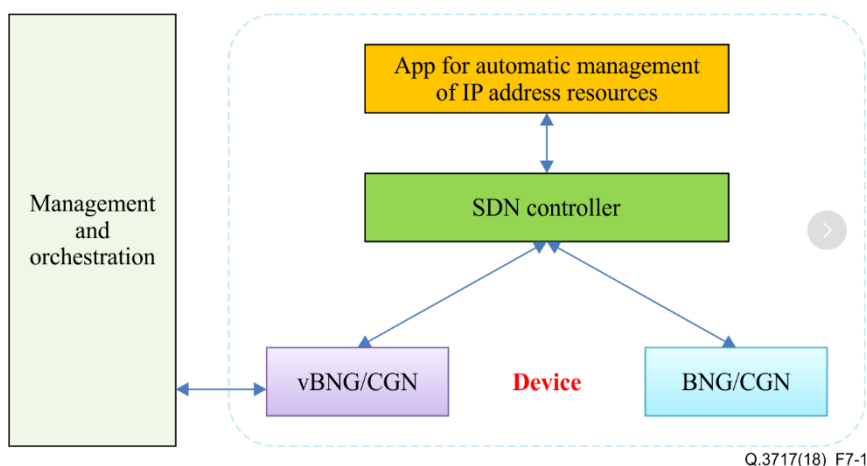 App for automatic management
of IP address resources
Management
and
orchestration
SDN controller
vBNG/CGN
Device
BNG/CGN
Q.3717(18)_F7-1